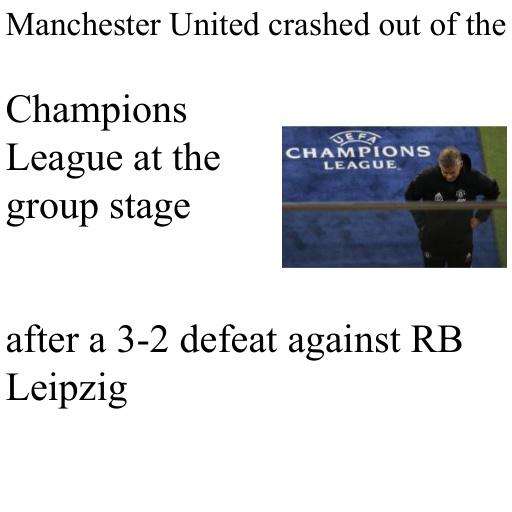 Manchester United crashed out of the
Champions
League at the
group stage
UEFA
CHAMPIONS
LEAGUE
after a 3-2 defeat against RB
Leipzig